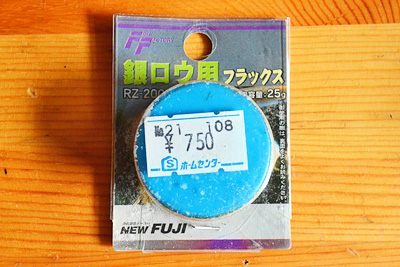 FF
銀ロウ用フラックス
RZ-200
容量-25g
No 21 108
¥ 750
S ホームセンター
NEW FUJI